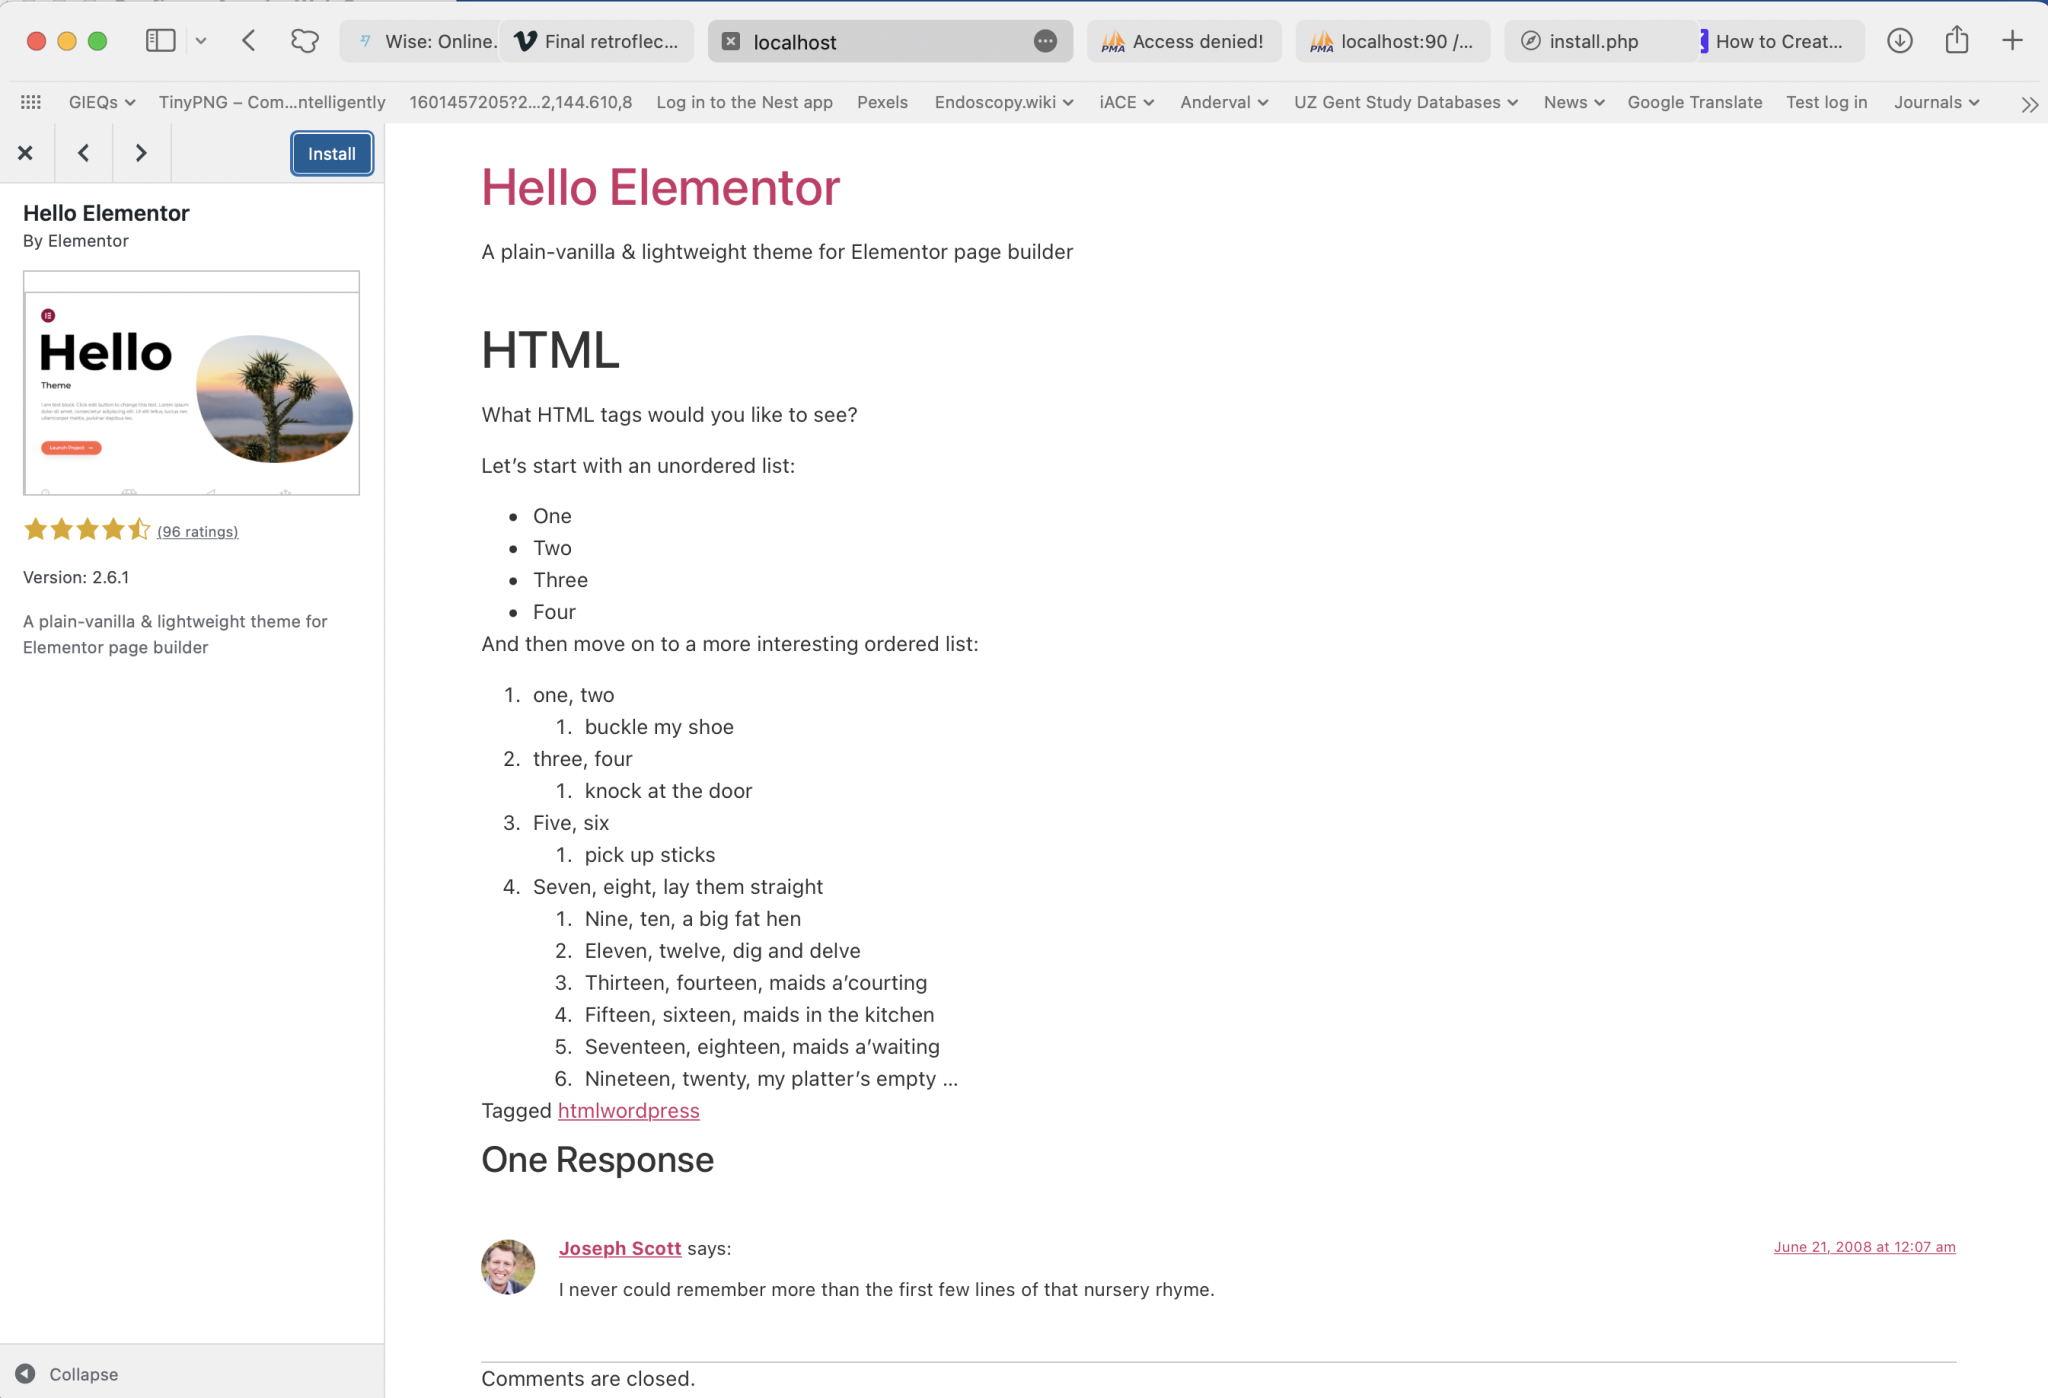 Wise: Online.
Final retroflec...
localhost
PMA Access denied!
PMA localhost:90 /...
install.php
How to Creat...
GIEQs
TinyPNG – Com...ntelligently
1601457205?2...2,144.610,8
Log in to the Nest app
Pexels
Endoscopy.wiki
iACE
Anderval
UZ Gent Study Databases
News
Google Translate
Test log in
Journals
Install
Hello Elementor
By Elementor
Hello
Theme
Launch Project
(96 ratings)
Version: 2.6.1
A plain-vanilla & lightweight theme for
Elementor page builder
Collapse
Hello Elementor
A plain-vanilla & lightweight theme for Elementor page builder
HTML
What HTML tags would you like to see?
Let’s start with an unordered list:
• One
• Two
• Three
• Four
And then move on to a more interesting ordered list:
1. one, two
1. buckle my shoe
2. three, four
1. knock at the door
3. Five, six
1. pick up sticks
4. Seven, eight, lay them straight
1. Nine, ten, a big fat hen
2. Eleven, twelve, dig and delve
3. Thirteen, fourteen, maids a’courting
4. Fifteen, sixteen, maids in the kitchen
5. Seventeen, eighteen, maids a’waiting
6. Nineteen, twenty, my platter’s empty ...
Tagged htmlwordpress
One Response
Joseph Scott says:
June 21, 2008 at 12:07 am
I never could remember more than the first few lines of that nursery rhyme.
Comments are closed.